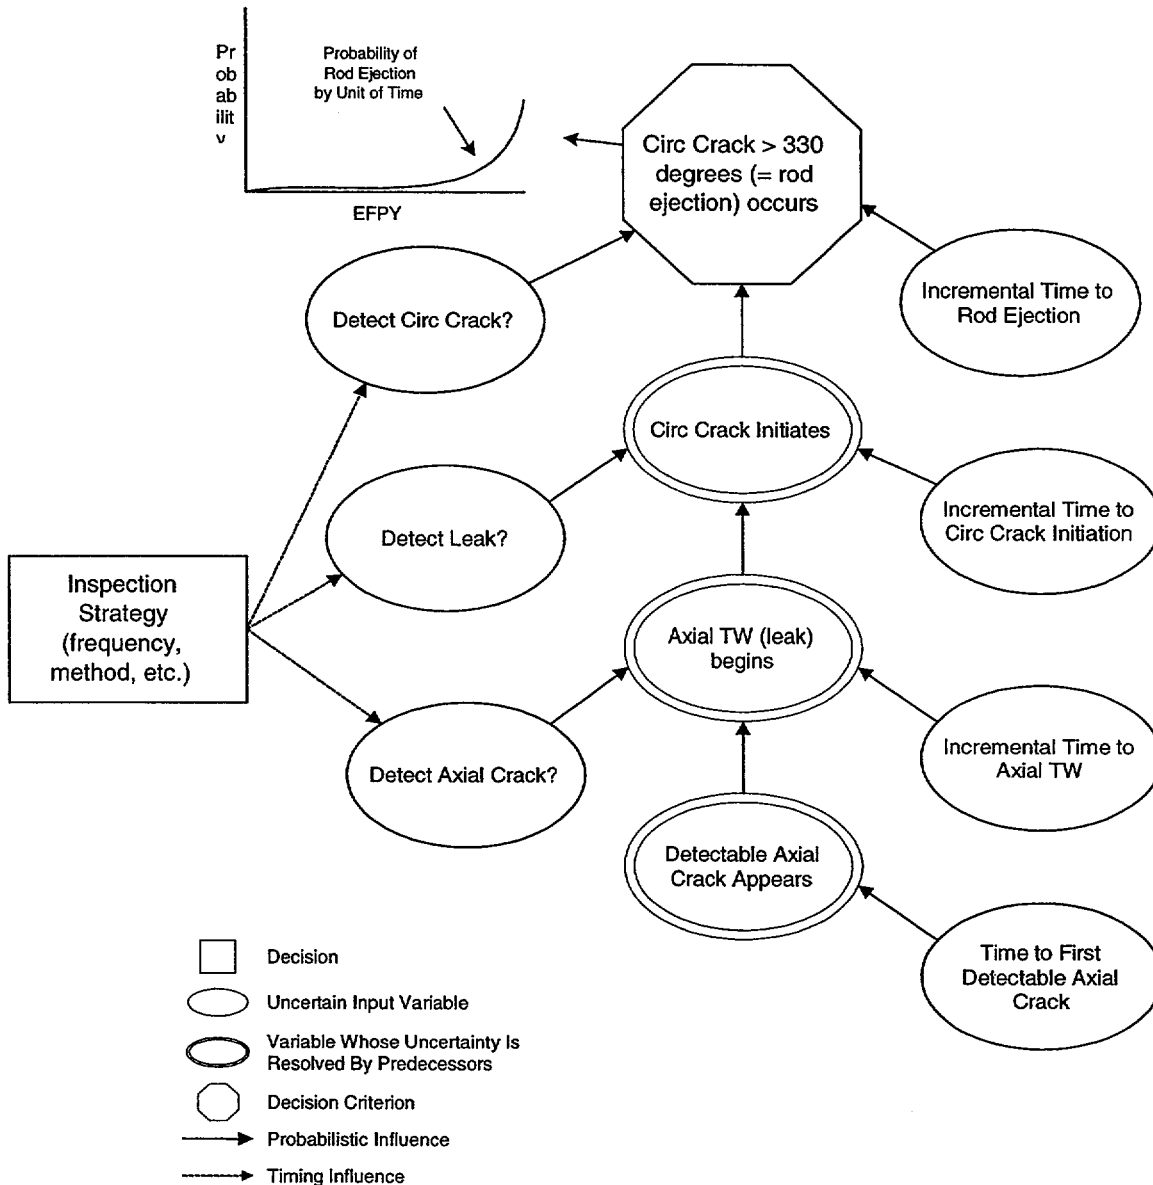 Pr
ob
ab
ilit
v
Probability of
Rod Ejection
by Unit of Time
EFPY
Circ Crack > 330
degrees (= rod
ejection) occurs
Detect Circ Crack?
Incremental Time to
Rod Ejection
Circ Crack Initiates
Detect Leak?
Incremental Time to
Circ Crack Initiation
Inspection
Strategy
(frequency,
method, etc.)
Axial TW (leak)
begins
Detect Axial Crack?
Incremental Time to
Axial TW
Detectable Axial
Crack Appears
Time to First
Detectable Axial
Crack
Decision
Uncertain Input Variable
Variable Whose Uncertainty Is
Resolved By Predecessors
Decision Criterion
Probabilistic Influence
Timing Influence